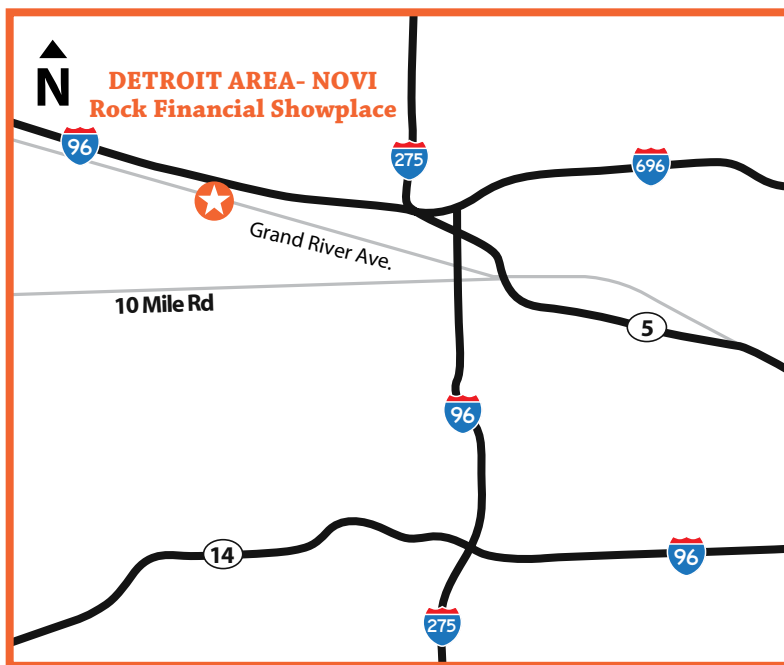 N
DETROIT AREA- NOVI
Rock Financial Showplace
96
275
696
Grand River Ave.
10 Mile Rd
5
96
14
96
275